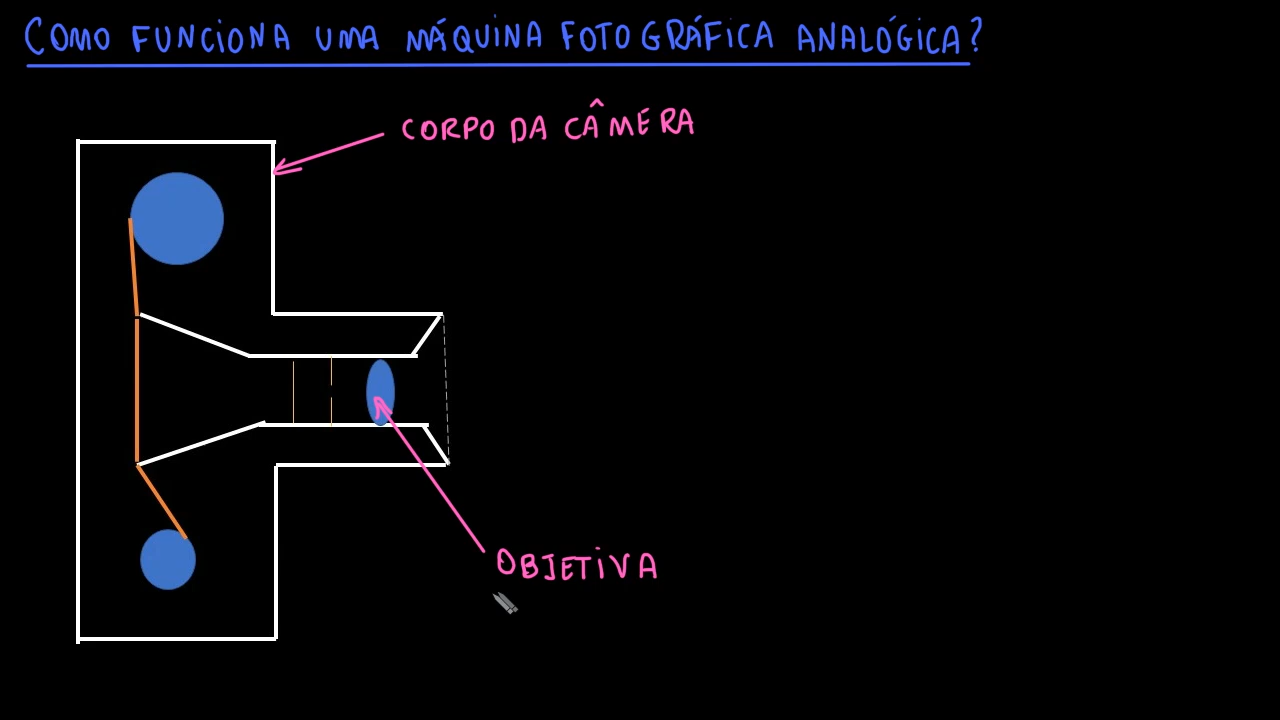 COMO FUNCIONA UMA MÁQUINA FOTOGRÁFICA ANALÓGICA?
CORPO DA CÂMERA
OBJETIVA